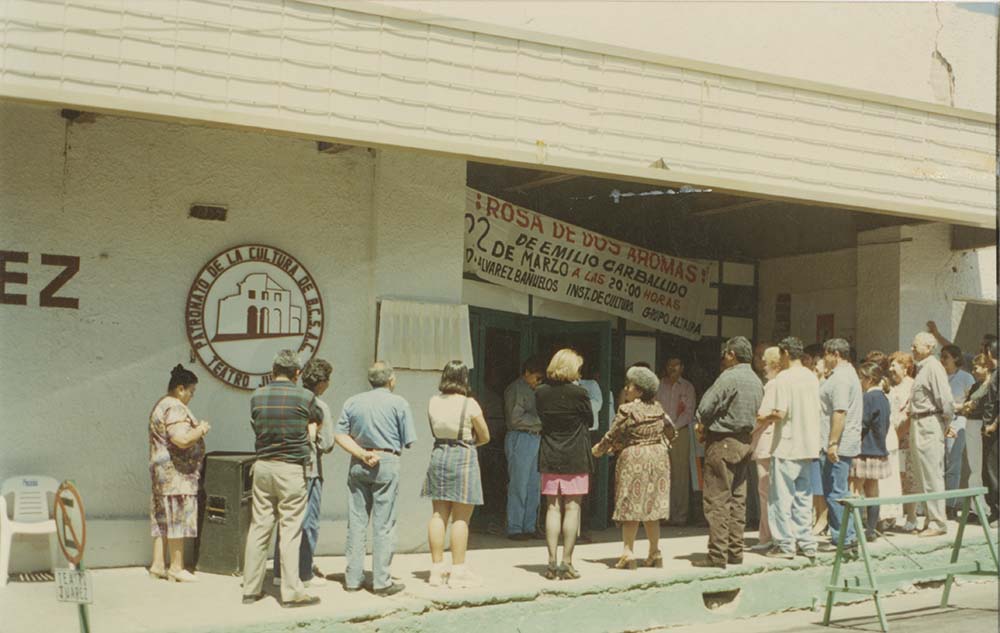 ¡ROSA DE DOS AROMAS!
DE EMILIO CARBALLIDO
22 DE MARZO A LAS 20:00 HORAS
ALVAREZ BAÑUELOS INST. DE CULTURA GRUPO ALTAIRA
EZ
PATRONATO DE LA CULTURA DE B.C.S. A.C.
TEATRO
TEATRO
JUAREZ